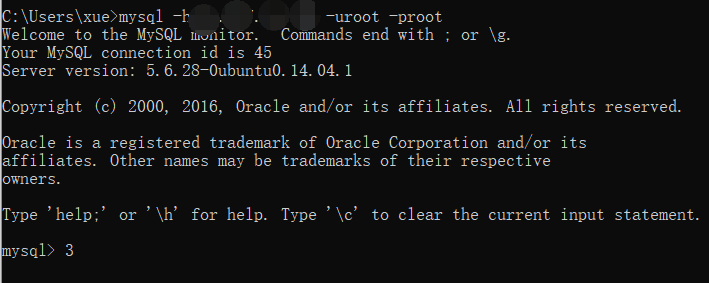 C:\Users\xue>mysql -h -uroot -proot
Welcome to the MySQL monitor.  Commands end with ; or \g.
Your MySQL connection id is 45
Server version: 5.6.28-0ubuntu0.14.04.1
Copyright (c) 2000, 2016, Oracle and/or its affiliates. All rights reserved.
Oracle is a registered trademark of Oracle Corporation and/or its
affiliates. Other names may be trademarks of their respective
owners.
Type 'help;' or '\h' for help. Type '\c' to clear the current input statement.
mysql> 3